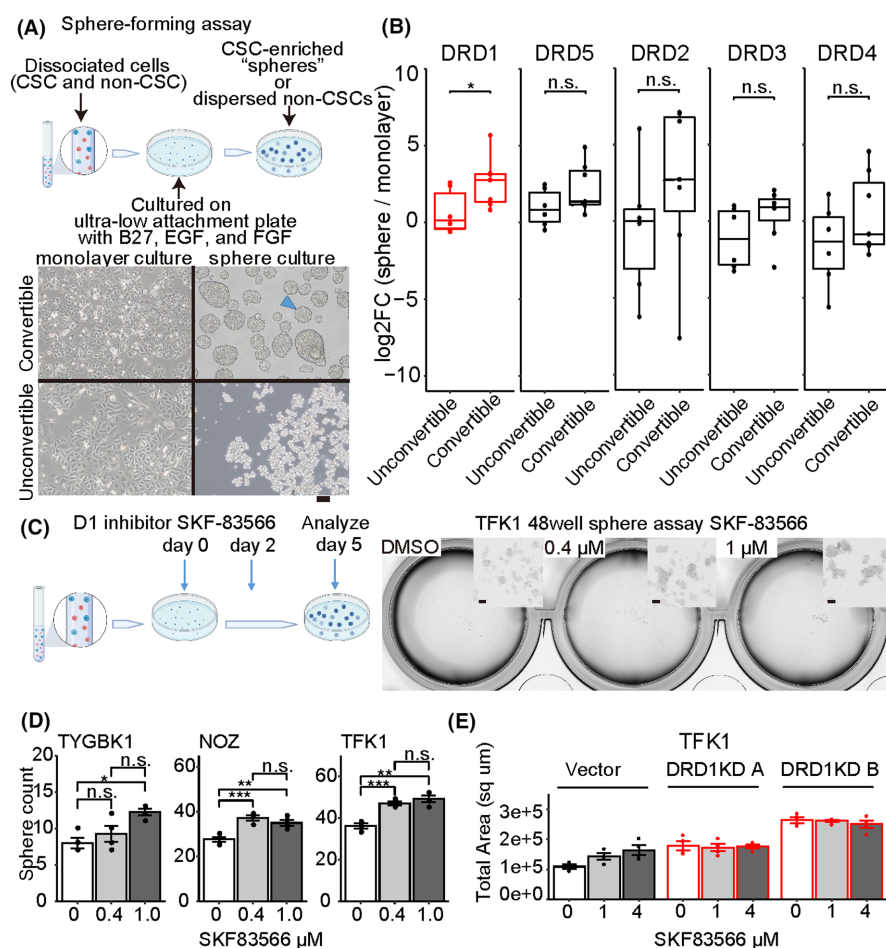 (A) Sphere-forming assay
Dissociated cells
(CSC and non-CSC)
CSC-enriched
“spheres”
or
dispersed non-CSCs
Cultured on
ultra-low attachment plate
with B27, EGF, and FGF
monolayer culture sphere culture
Convertible
Unconvertible
(B)
DRD1 DRD5 DRD2 DRD3 DRD4
* n.s. n.s. n.s. n.s.
log2FC (sphere / monolayer)
10
5
0
−5
−10
Unconvertible Convertible Unconvertible Convertible Unconvertible Convertible Unconvertible Convertible Unconvertible Convertible
(C)
D1 inhibitor SKF-83566 Analyze
day 0 day 2 day 5
TFK1 48well sphere assay SKF-83566
DMSO 0.4 μM 1 μM
(D)
TYGBK1 NOZ TFK1
Sphere count
n.s.
*
n.s.
20
15
10
5
0
0 0.4 1.0
n.s.
**
***
60
40
20
0
0 0.4 1.0
n.s.
**
***
60
40
20
0
0 0.4 1.0
SKF83566 μM
(E)
TFK1
Vector DRD1KD A DRD1KD B
Total Area (sq um)
3e+5
2e+5
1e+5
0e+0
0 1 4 0 1 4 0 1 4
SKF83566 μM